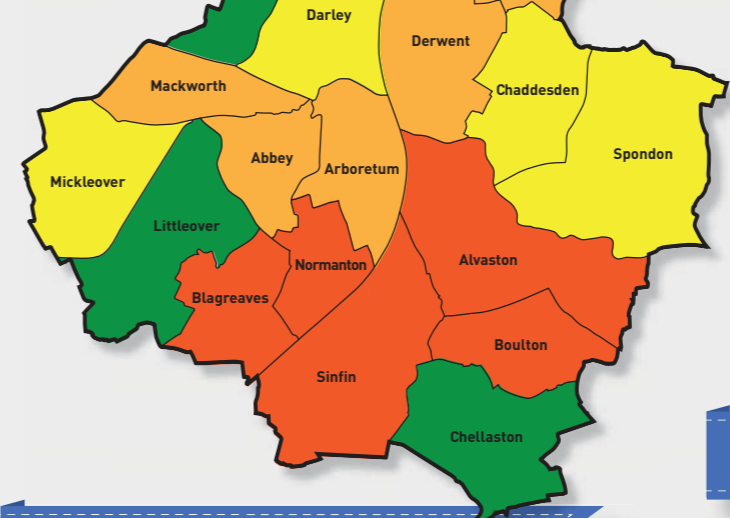 Darley
Derwent
Mackworth
Chaddesden
Abbey
Spondon
Arboretum
Mickleover
Littleover
Alvaston
Normanton
Blagreaves
Boulton
Sinfin
Chellaston